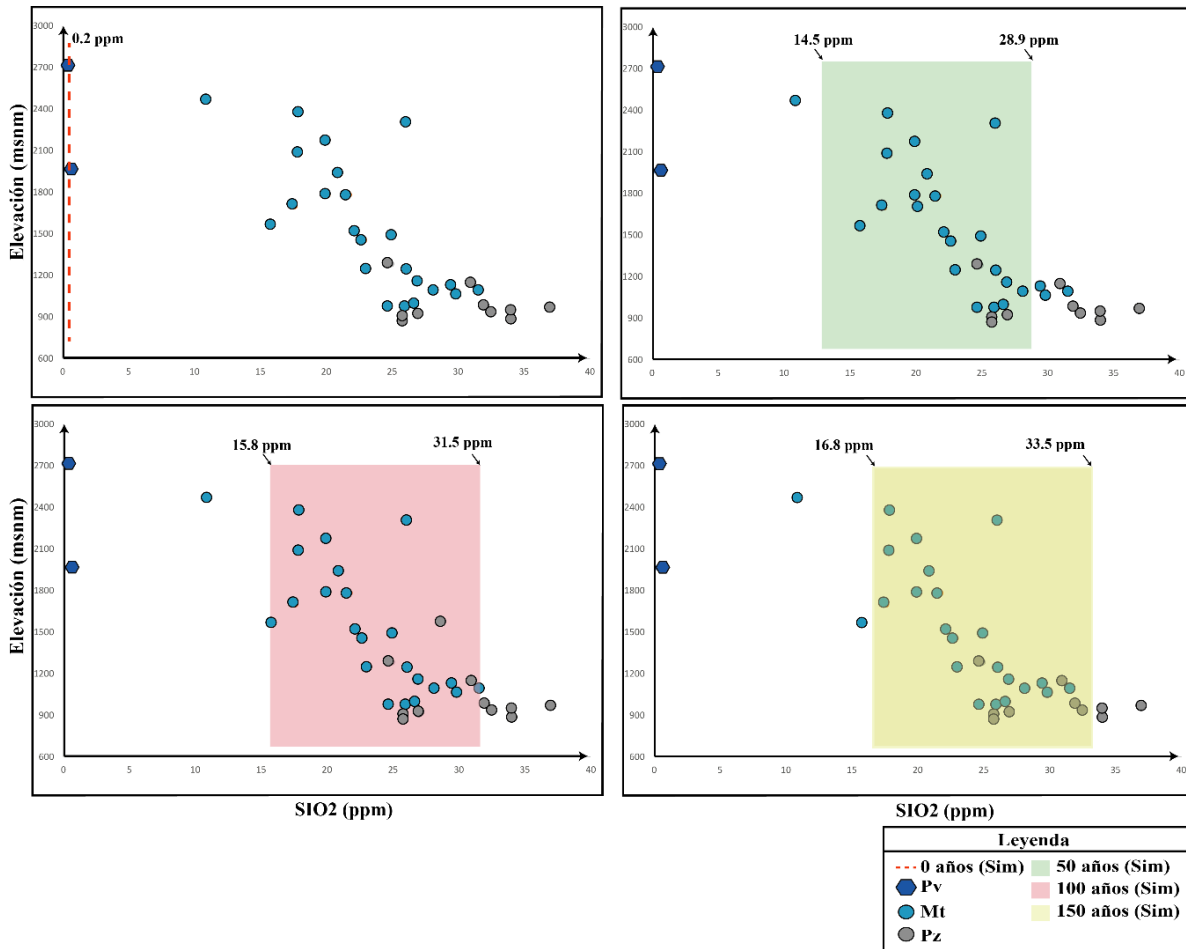 0.2 ppm
3000
2700
2400
2100
1800
1500
1200
900
600
Elevación (msnm)
0 5 10 15 20 25 30 35 40
14.5 ppm 28.9 ppm
3000
2700
2400
2100
1800
1500
1200
900
600
0 5 10 15 20 25 30 35 40
15.8 ppm 31.5 ppm
3000
2700
2400
2100
1800
1500
1200
900
600
Elevación (msnm)
0 5 10 15 20 25 30 35 40
SIO2 (ppm)
16.8 ppm 33.5 ppm
3000
2700
2400
2100
1800
1500
1200
900
600
0 5 10 15 20 25 30 35 40
SIO2 (ppm)
Leyenda
0 años (Sim) 50 años (Sim)
Pv 100 años (Sim)
Mt 150 años (Sim)
Pz